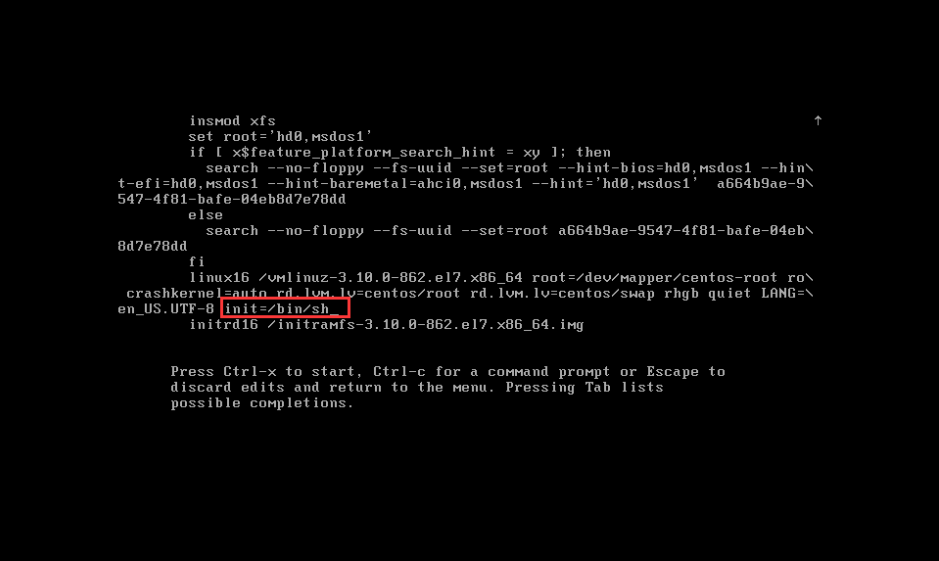 insmod xfs
set root='hd0,msdos1'
if [ x$feature_platform_search_hint = xy ]; then
search --no-floppy --fs-uuid --set=root --hint-bios=hd0,msdos1 --hin\
t-efi=hd0,msdos1 --hint-baremetal=ahci0,msdos1 --hint='hd0,msdos1'  a664b9ae-9\
547-4f81-bafe-04eb8d7e78dd
else
search --no-floppy --fs-uuid --set=root a664b9ae-9547-4f81-bafe-04eb\
8d7e78dd
fi
linux16 /vmlinuz-3.10.0-862.el7.x86_64 root=/dev/mapper/centos-root ro\
crashkernel=auto rd.lvm.lv=centos/root rd.lvm.lv=centos/swap rhgb quiet LANG=\
en_US.UTF-8 init=/bin/sh_
initrd16 /initramfs-3.10.0-862.el7.x86_64.img
Press Ctrl-x to start, Ctrl-c for a command prompt or Escape to
discard edits and return to the menu. Pressing Tab lists
possible completions.